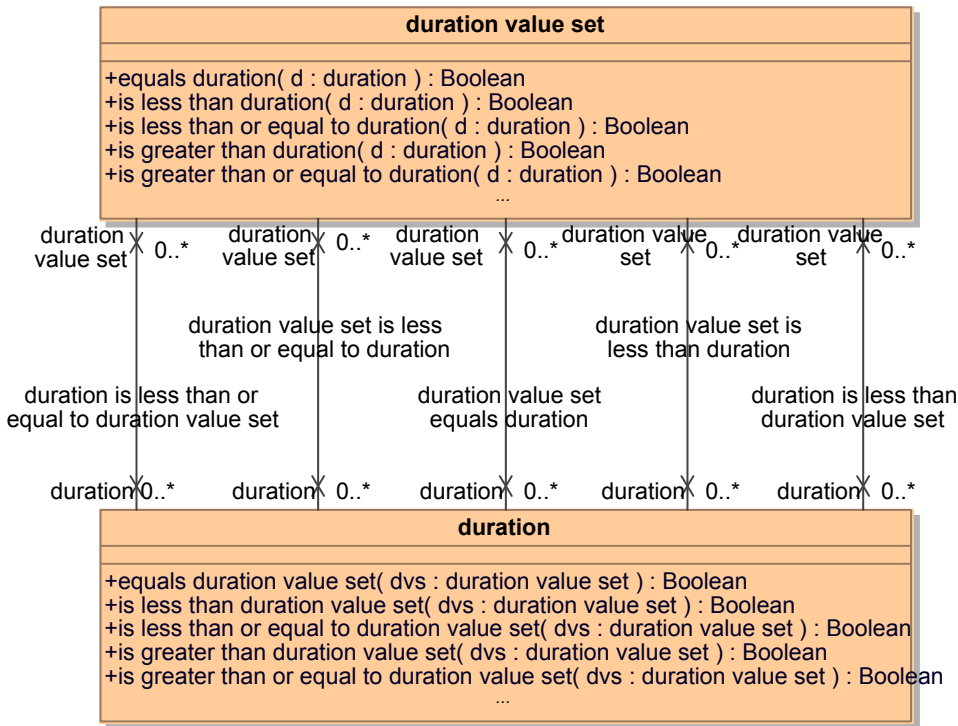 duration value set
+equals duration( d : duration ) : Boolean
+is less than duration( d : duration ) : Boolean
+is less than or equal to duration( d : duration ) : Boolean
+is greater than duration( d : duration ) : Boolean
+is greater than or equal to duration( d : duration ) : Boolean
...
duration
value set
0..*
duration
value set
0..*
duration
value set
0..*
duration value
set
0..*
duration value
set
0..*
duration value set is less
than or equal to duration
duration value set is
less than duration
duration is less than or
equal to duration value set
duration value set
equals duration
duration is less than
duration value set
duration 0..*
duration 0..*
duration 0..*
duration 0..*
duration 0..*
duration
+equals duration value set( dvs : duration value set ) : Boolean
+is less than duration value set( dvs : duration value set ) : Boolean
+is less than or equal to duration value set( dvs : duration value set ) : Boolean
+is greater than duration value set( dvs : duration value set ) : Boolean
+is greater than or equal to duration value set( dvs : duration value set ) : Boolean
...